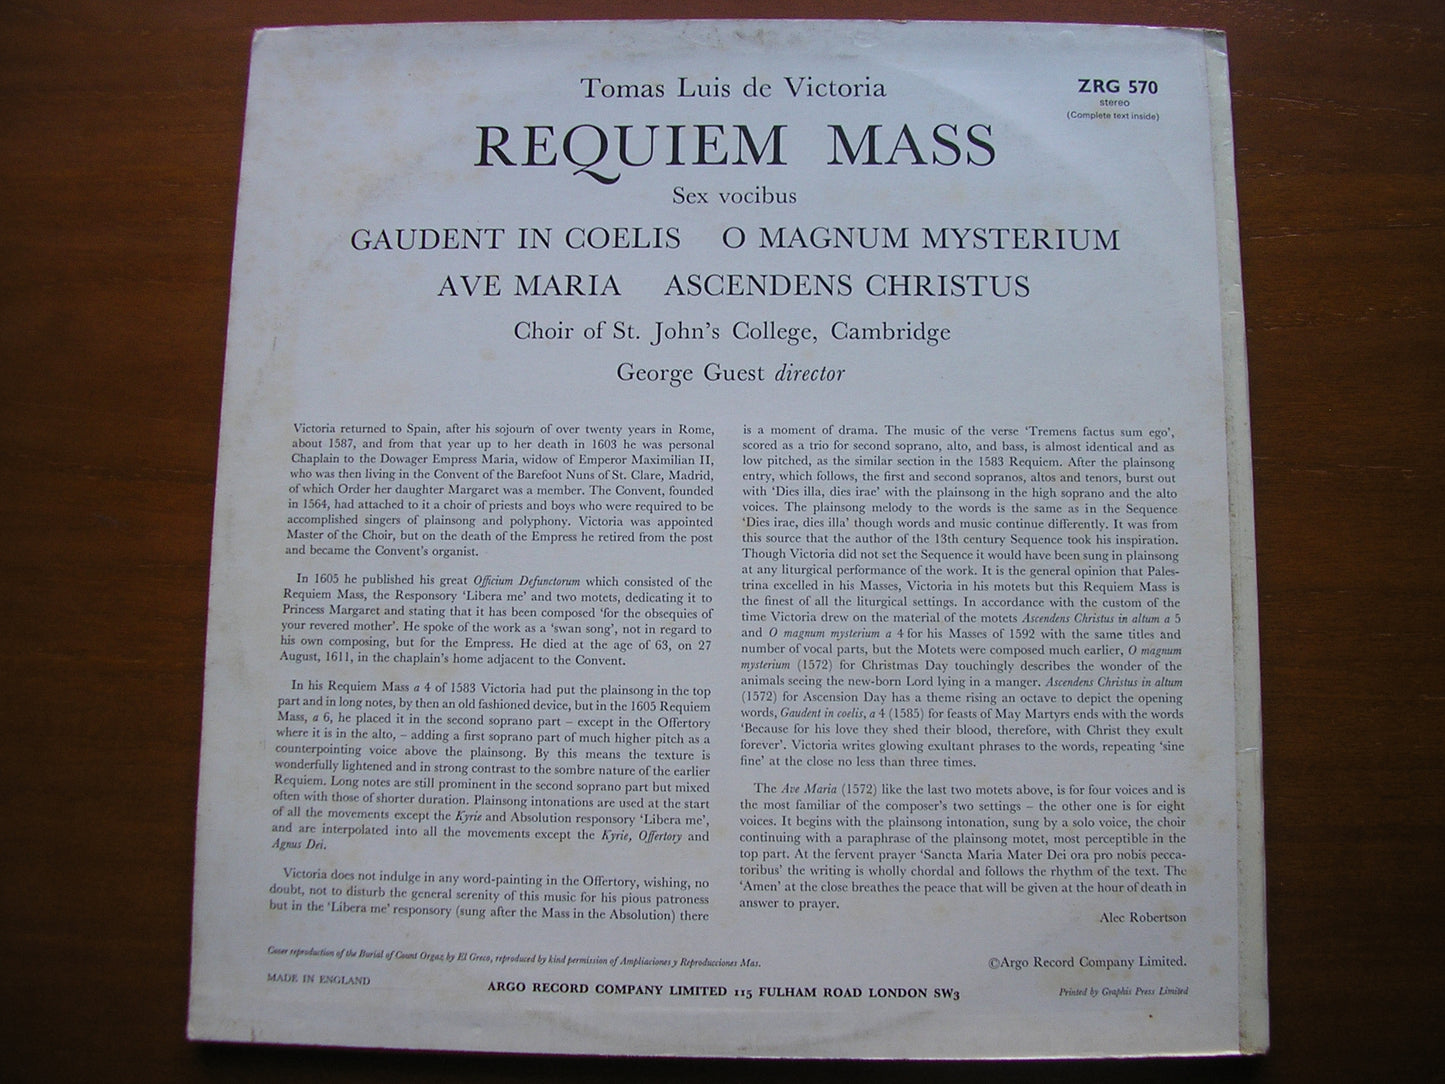 Tomas Luis de Victoria
ZRG 570
stereo
(Complete text inside)
REQUIEM MASS
Sex vocibus
GAUDENT IN COELIS O MAGNUM MYSTERIUM
AVE MARIA ASCENDENS CHRISTUS
Choir of St. John's College, Cambridge
George Guest director
Victoria returned to Spain, after his sojourn of over twenty years in Rome,
about 1587, and from that year up to her death in 1603 he was personal
Chaplain to the Dowager Empress Maria, widow of Emperor Maximilian II,
who was then living in the Convent of the Barefoot Nuns of St. Clare, Madrid,
of which Order her daughter Margaret was a member. The Convent, founded
in 1564, had attached to it a choir of priests and boys who were required to be
accomplished singers of plainsong and polyphony. Victoria was appointed
Master of the Choir, but on the death of the Empress he retired from the post
and became the Convent's organist.
In 1605 he published his great Officium Defunctorum which consisted of the
Requiem Mass, the Responsory 'Libera me' and two motets, dedicating it to
Princess Margaret and stating that it has been composed 'for the obsequies of
your revered mother'. He spoke of the work as a 'swan song', not in regard to
his own composing, but for the Empress. He died at the age of 63, on 27
August, 1611, in the chaplain's home adjacent to the Convent.
In his Requiem Mass a 4 of 1583 Victoria had put the plainsong in the top
part and in long notes, by then an old fashioned device, but in the 1605 Requiem
Mass, a 6, he placed it in the second soprano part – except in the Offertory
where it is in the alto, – adding a first soprano part of much higher pitch as a
counterpointing voice above the plainsong. By this means the texture is
wonderfully lightened and in strong contrast to the sombre nature of the earlier
Requiem. Long notes are still prominent in the second soprano part but mixed
often with those of shorter duration. Plainsong intonations are used at the start
of all the movements except the Kyrie and Absolution responsory 'Libera me',
and are interpolated into all the movements except the Kyrie, Offertory and
Agnus Dei.
Victoria does not indulge in any word-painting in the Offertory, wishing, no
doubt, not to disturb the general serenity of this music for his pious patroness
but in the 'Libera me' responsory (sung after the Mass in the Absolution) there
is a moment of drama. The music of the verse 'Tremens factus sum ego',
scored as a trio for second soprano, alto, and bass, is almost identical and as
low pitched, as the similar section in the 1583 Requiem. After the plainsong
entry, which follows, the first and second sopranos, altos and tenors, burst out
with 'Dies illa, dies irae' with the plainsong in the high soprano and the alto
voices. The plainsong melody to the words is the same as in the Sequence
'Dies irae, dies illa' though words and music continue differently. It was from
this source that the author of the 13th century Sequence took his inspiration.
Though Victoria did not set the Sequence it would have been sung in plainsong
at any liturgical performance of the work. It is the general opinion that Pales-
trina excelled in his Masses, Victoria in his motets but this Requiem Mass is
the finest of all the liturgical settings. In accordance with the custom of the
time Victoria drew on the material of the motets Ascendens Christus in altum a 5
and O magnum mysterium a 4 for his Masses of 1592 with the same titles and
number of vocal parts, but the Motets were composed much earlier, O magnum
mysterium (1572) for Christmas Day touchingly describes the wonder of the
animals seeing the new-born Lord lying in a manger. Ascendens Christus in altum
(1572) for Ascension Day has a theme rising an octave to depict the opening
words, Gaudent in coelis, a 4 (1585) for feasts of May Martyrs ends with the words
'Because for his love they shed their blood, therefore, with Christ they exult
forever'. Victoria writes glowing exultant phrases to the words, repeating 'sine
fine' at the close no less than three times.
The Ave Maria (1572) like the last two motets above, is for four voices and is
the most familiar of the composer's two settings – the other one is for eight
voices. It begins with the plainsong intonation, sung by a solo voice, the choir
continuing with a paraphrase of the plainsong motet, most perceptible in the
top part. At the fervent prayer 'Sancta Maria Mater Dei ora pro nobis pecca-
toribus' the writing is wholly chordal and follows the rhythm of the text. The
'Amen' at the close breathes the peace that will be given at the hour of death in
answer to prayer.
Alec Robertson
Cover reproduction of the Burial of Count Orgaz by El Greco, reproduced by kind permission of Ampliaciones y Reproducciones Mas.
©Argo Record Company Limited.
MADE IN ENGLAND
ARGO RECORD COMPANY LIMITED 115 FULHAM ROAD LONDON SW3
Printed by Graphis Press Limited